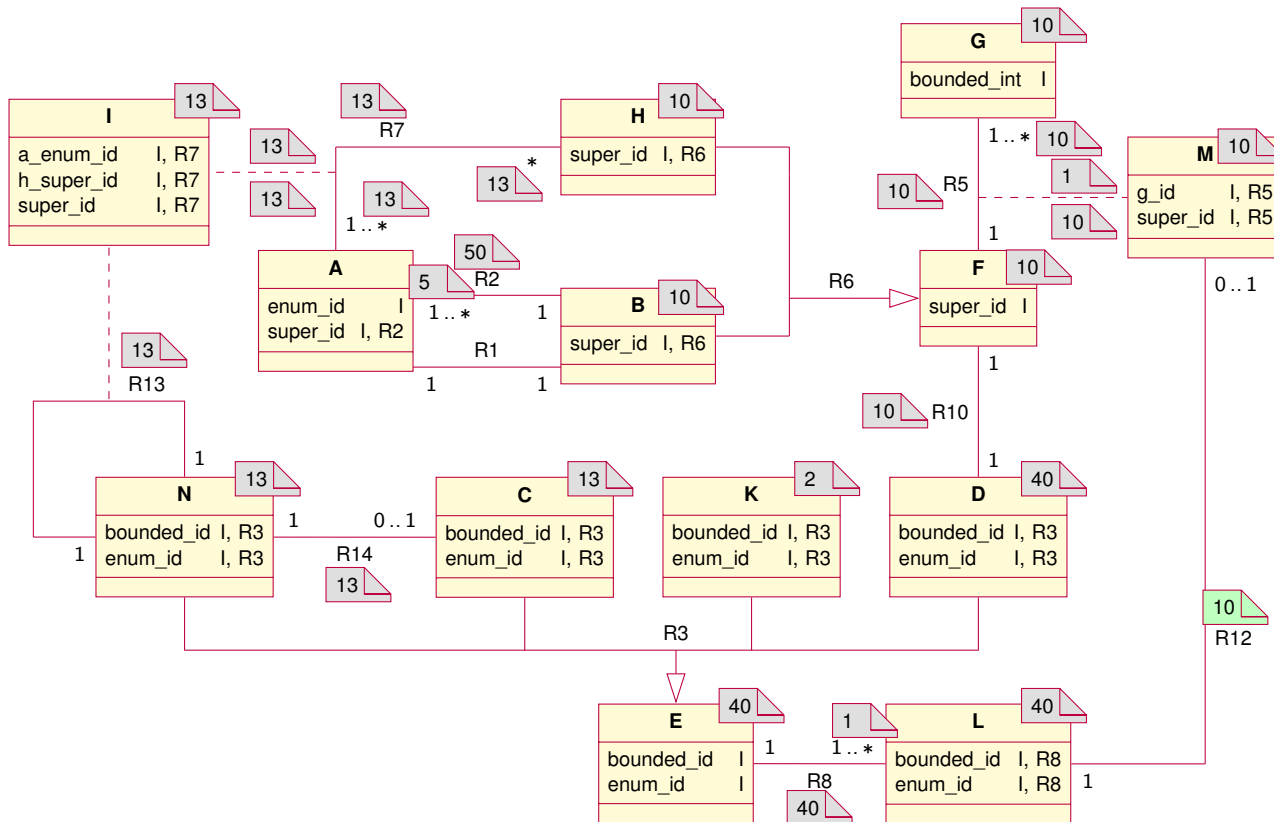 G
10
bounded_int I
1 .. *
10
I
13
a_enum_id I, R7
h_super_id I, R7
super_id I, R7
13
R7
13
13
*
13
13
1 .. *
H
10
super_id I, R6
M
10
g_id I, R5
super_id I, R5
1
10
10
R5
1
0 .. 1
A
5
enum_id I
super_id I, R2
50
R2
1 .. *
1
R1
1
1
B
10
super_id I, R6
R6
F
10
super_id I
1
10
R10
1
13
R13
1
1
N
13
bounded_id I, R3
enum_id I, R3
1
0 .. 1
R14
13
C
13
bounded_id I, R3
enum_id I, R3
K
2
bounded_id I, R3
enum_id I, R3
D
40
bounded_id I, R3
enum_id I, R3
R3
10
R12
E
40
bounded_id I
enum_id I
1
1
1 .. *
R8
40
L
40
bounded_id I, R8
enum_id I, R8
1